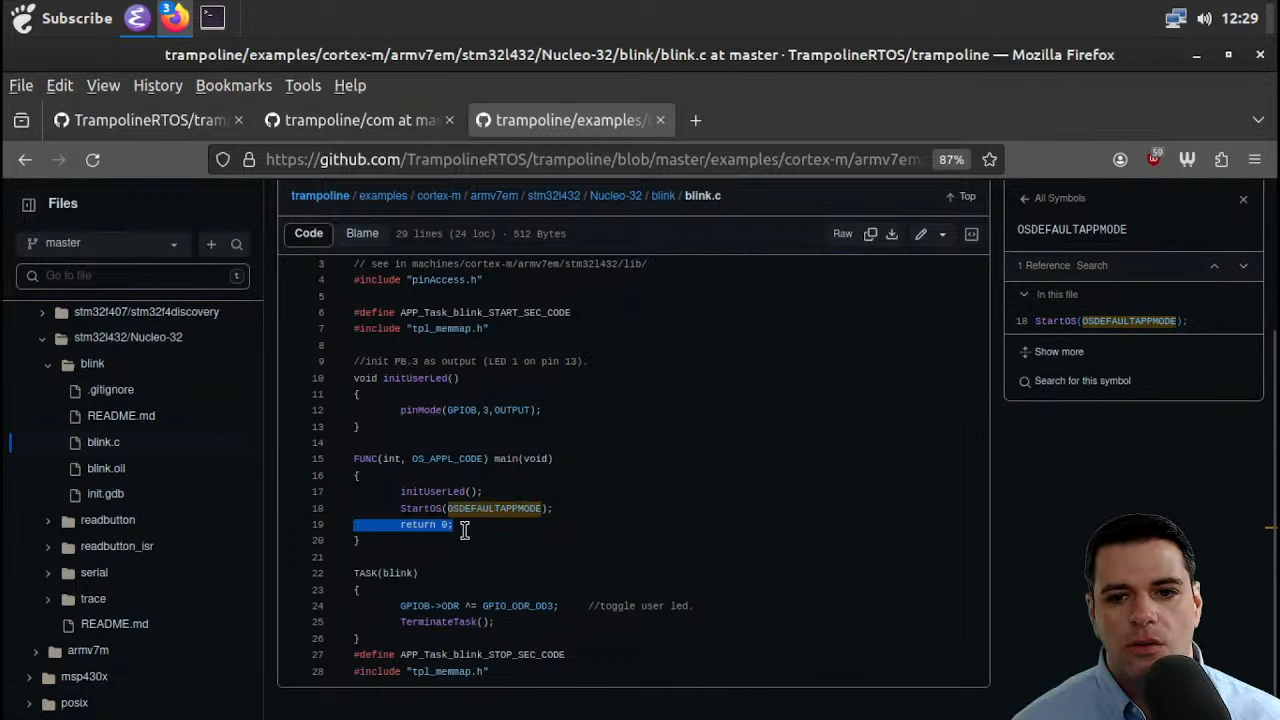 Subscribe
3
12:29
trampoline/examples/cortex-m/armv7em/stm32l432/Nucleo-32/blink/blink.c at master · TrampolineRTOS/trampoline — Mozilla Firefox
File Edit View History Bookmarks Tools Help
TrampolineRTOS/tram
trampoline/com at mas
trampoline/examples/
https://github.com/TrampolineRTOS/trampoline/blob/master/examples/cortex-m/armv7em
87%
59
Files
trampoline / examples / cortex-m / armv7em / stm32l432 / Nucleo-32 / blink / blink.c
Top
All Symbols
master
Code Blame 29 lines (24 loc) · 512 Bytes
Raw
OSDEFAULTAPPMODE
Go to file
t
1 Reference Search
In this file
18 StartOS(OSDEFAULTAPPMODE);
Show more
Search for this symbol
stm32f407/stm32f4discovery
stm32l432/Nucleo-32
blink
.gitignore
README.md
blink.c
blink.oil
init.gdb
readbutton
readbutton_isr
serial
trace
README.md
armv7m
msp430x
posix
3 // see in machines/cortex-m/armv7em/stm32l432/lib/
4 #include "pinAccess.h"
5
6 #define APP_Task_blink_START_SEC_CODE
7 #include "tpl_memmap.h"
8
9 //init PB.3 as output (LED 1 on pin 13).
10 void initUserLed()
11 {
12 pinMode(GPIOB,3,OUTPUT);
13 }
14
15 FUNC(int, OS_APPL_CODE) main(void)
16 {
17 initUserLed();
18 StartOS(OSDEFAULTAPPMODE);
19 return 0;
20 }
21
22 TASK(blink)
23 {
24 GPIOB->ODR ^= GPIO_ODR_OD3; //toggle user led.
25 TerminateTask();
26 }
27 #define APP_Task_blink_STOP_SEC_CODE
28 #include "tpl_memmap.h"